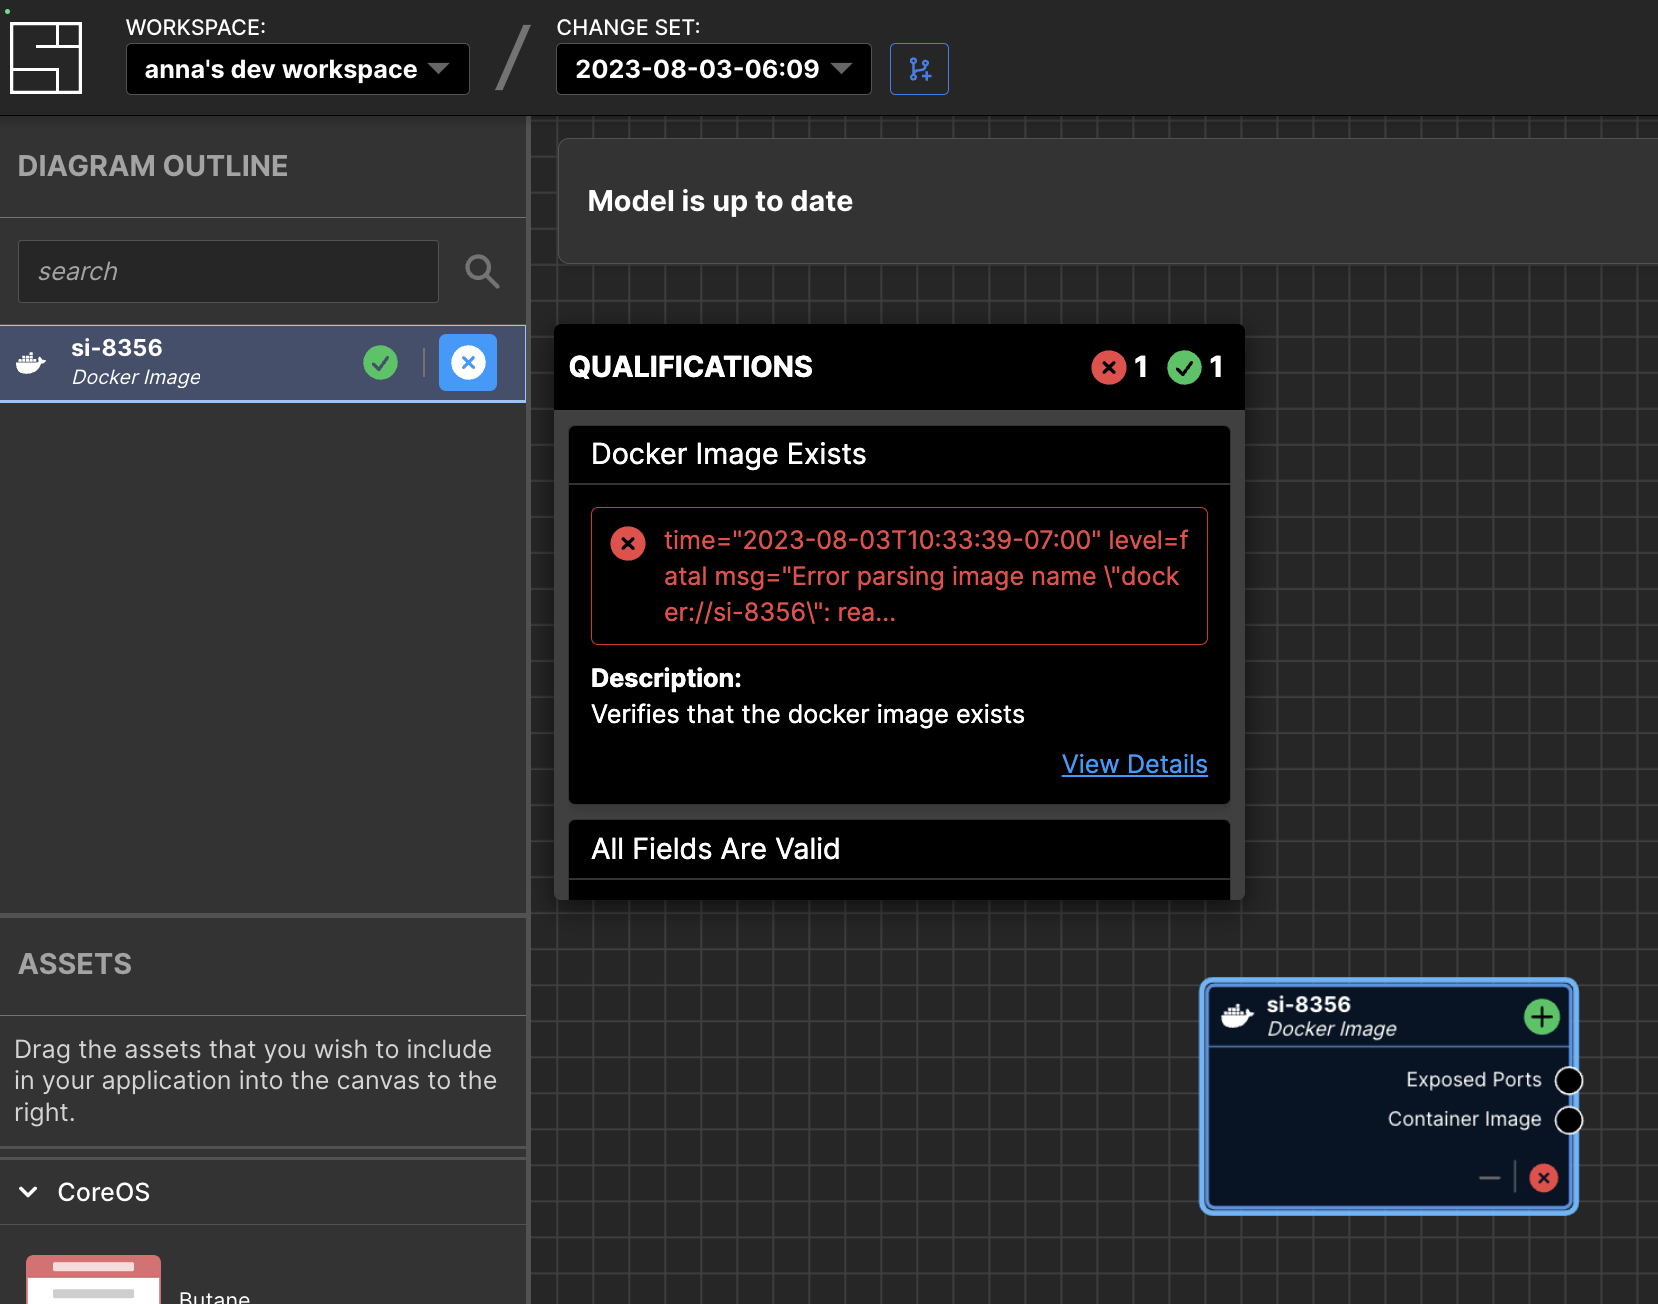 WORKSPACE:
anna's dev workspace
CHANGE SET:
2023-08-03-06:09
DIAGRAM OUTLINE
search
si-8356
Docker Image
Model is up to date
QUALIFICATIONS
1
1
Docker Image Exists
time="2023-08-03T10:33:39-07:00" level=f
atal msg="Error parsing image name \"dock
er://si-8356\": rea...
Description:
Verifies that the docker image exists
View Details
All Fields Are Valid
ASSETS
Drag the assets that you wish to include
in your application into the canvas to the
right.
CoreOS
Butane
si-8356
Docker Image
Exposed Ports
Container Image